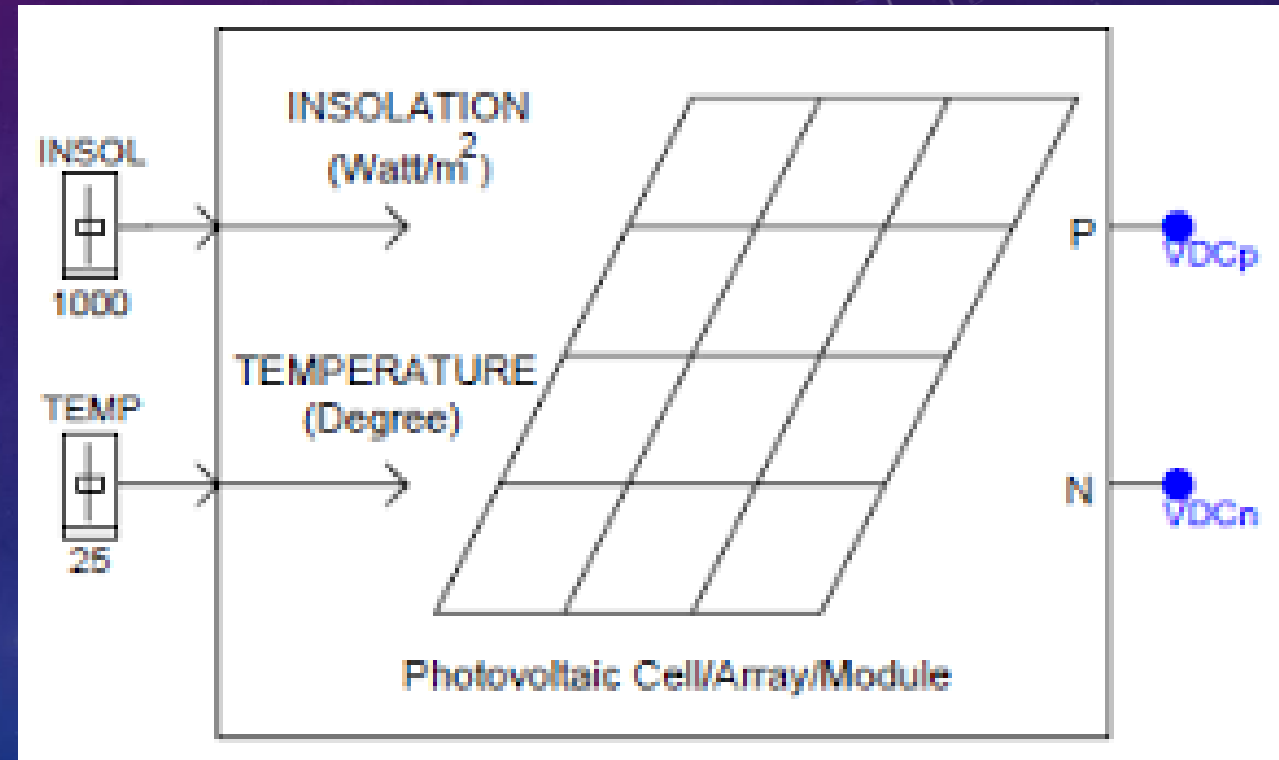 INSOLATION
(Watt/m²)
INSOL
1000
P
VDCp
TEMPERATURE
(Degree)
TEMP
25
N
VDCn
Photovoltaic Cell/Array/Module